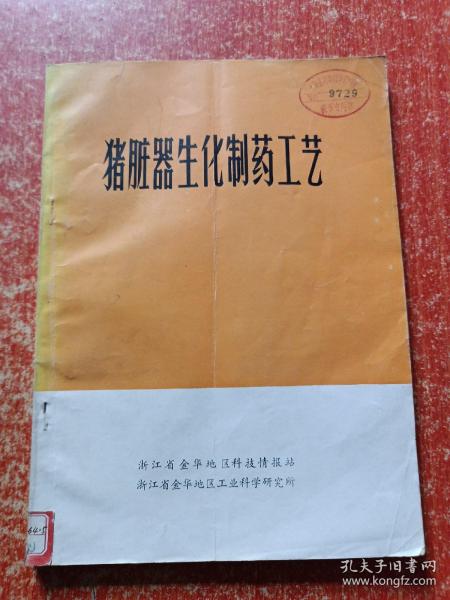 9729
猪脏器生化制药工艺
浙江省金华地区科技情报站
浙江省金华地区工业科学研究所
孔夫子旧书网
www.kongfz.com